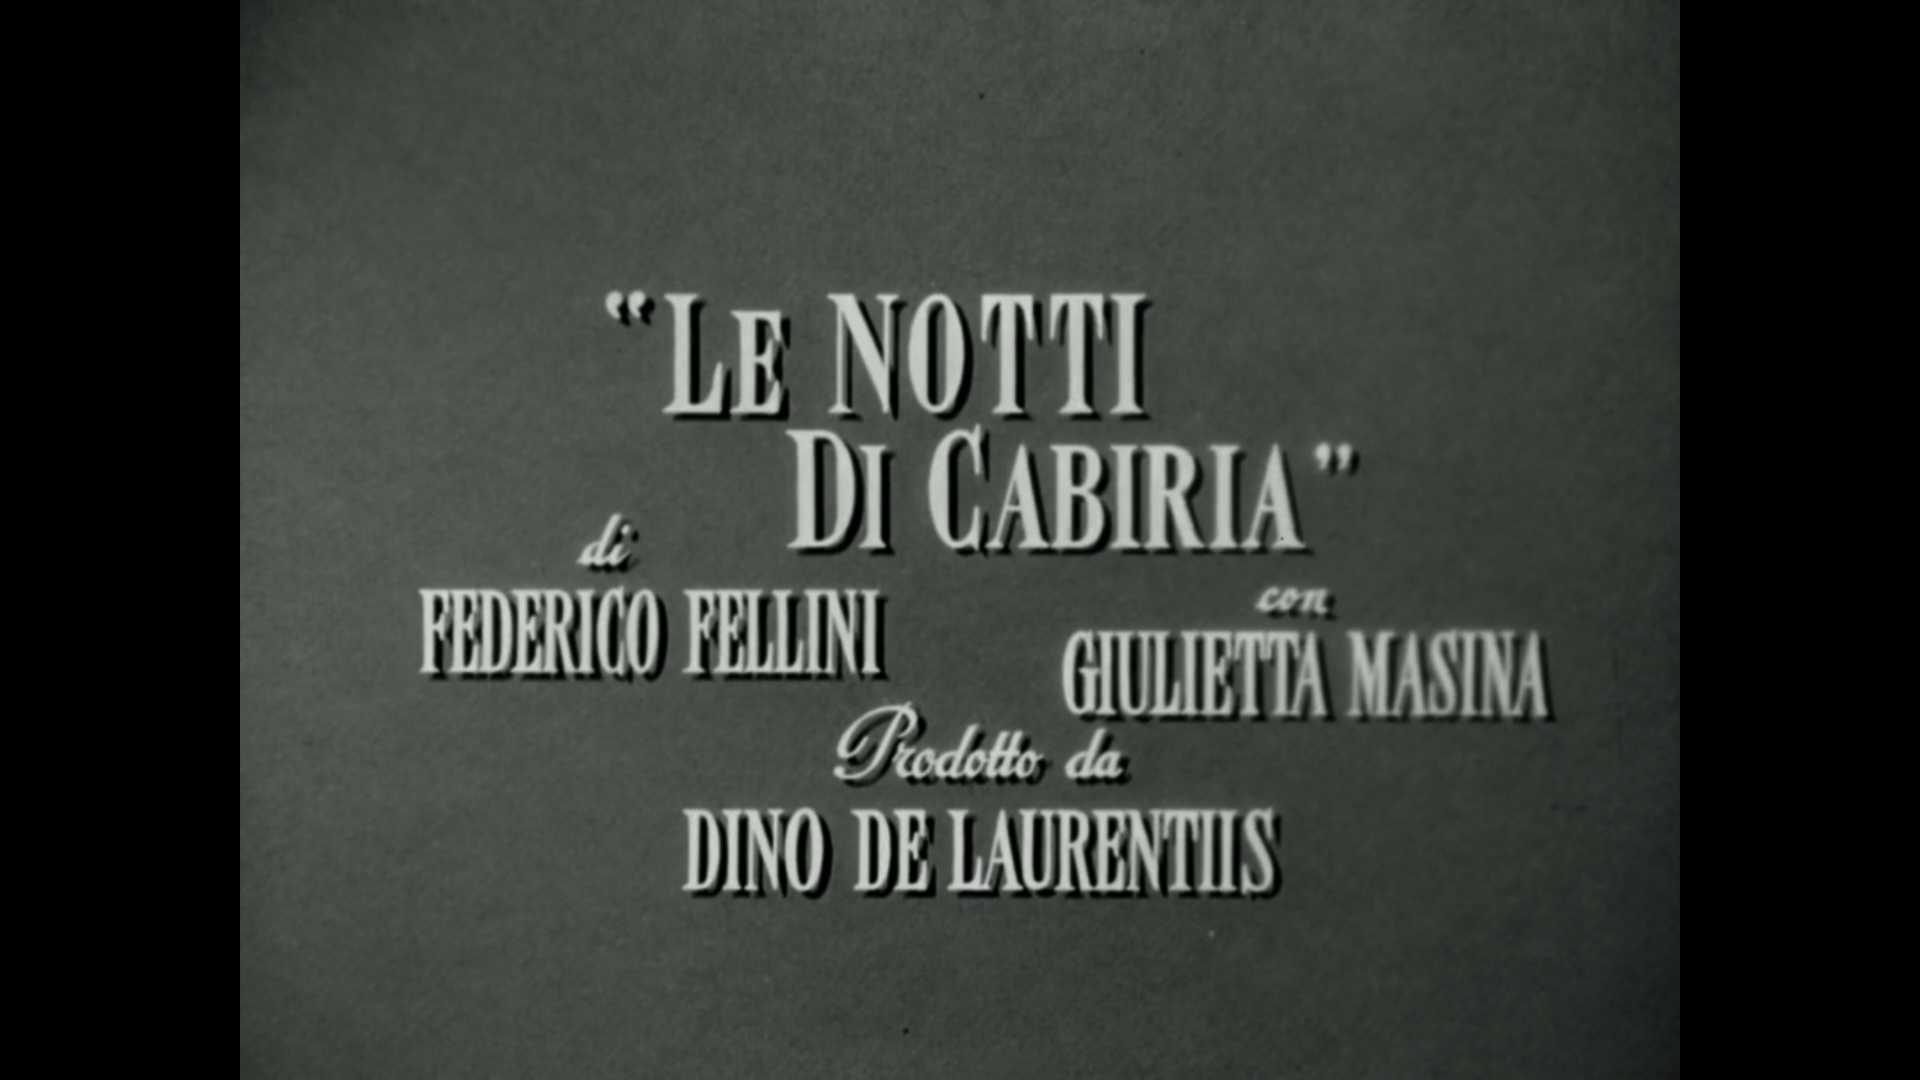 "LE NOTTI
DI CABIRIA"
di
FEDERICO FELLINI
con
GIULIETTA MASINA
Prodotto da
DINO DE LAURENTIIS